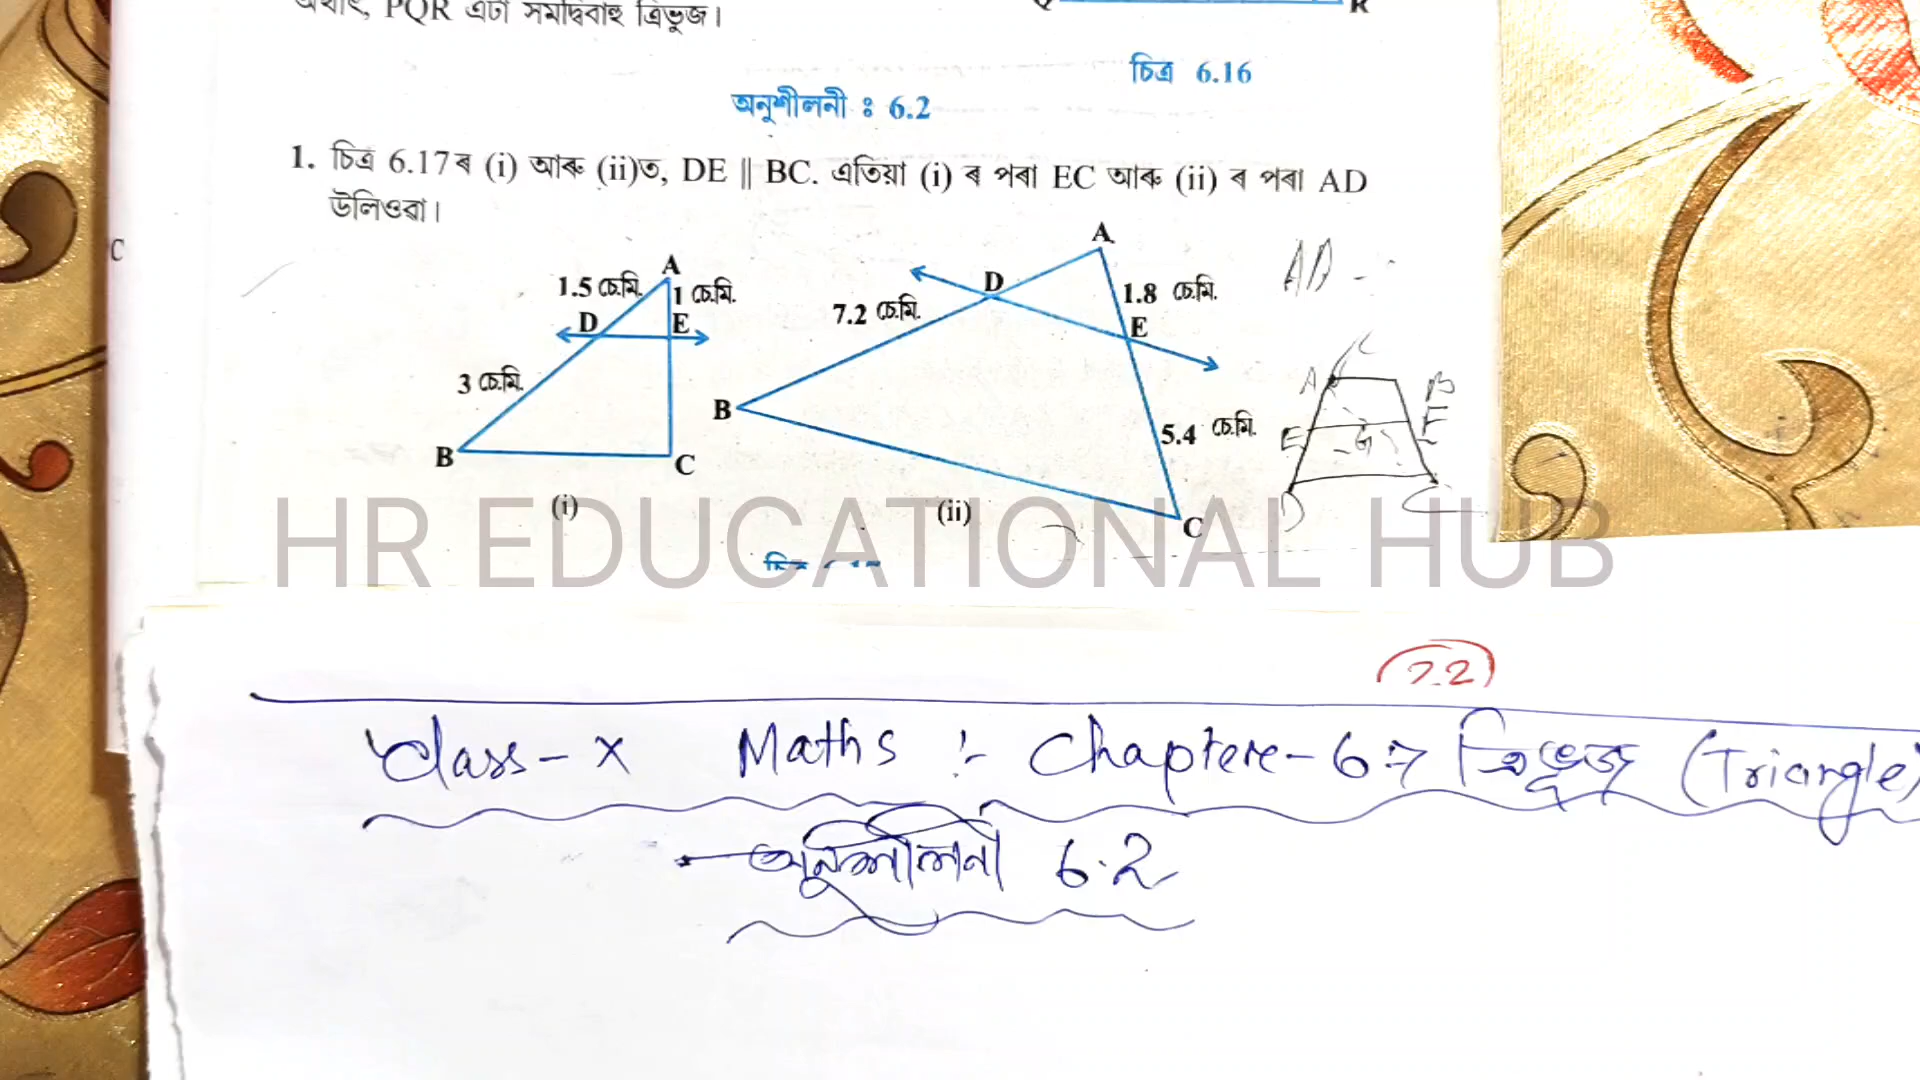 PQR এটা সমদ্বিবাহু ত্ৰিভুজ।
Q R
চিত্ৰ 6.16
অনুশীলনী : 6.2
1. চিত্ৰ 6.17ৰ (i) আৰু (ii)ত, DE || BC. এতিয়া (i) ৰ পৰা EC আৰু (ii) ৰ পৰা AD
উলিওৱা।
A
1.5 চে.মি. 1 চে.মি.
D E
3 চে.মি.
B C
(i)
A
D 1.8 চে.মি.
7.2 চে.মি. E
B
5.4 চে.মি.
C
(ii)
AD -
A B
E
D C
C
HR EDUCATIONAL HUB
7.2
Class - X Maths :- Chaptere - 6 :→ ত্ৰিভূজ (Triangle)
অনুশীলনী 6.2